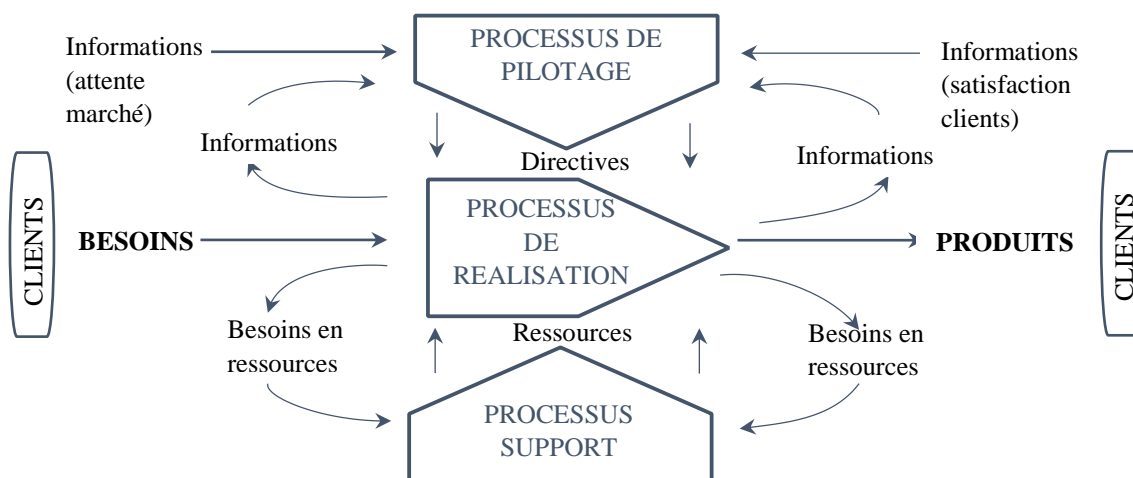 PROCESSUS DE
PILOTAGE
Informations
(attente
marché)
Informations
(satisfaction
clients)
Informations
Informations
Directives
CLIENTS
BESOINS
PROCESSUS
DE
REALISATION
PRODUITS
CLIENTS
Besoins en
ressources
Ressources
Besoins en
ressources
PROCESSUS
SUPPORT